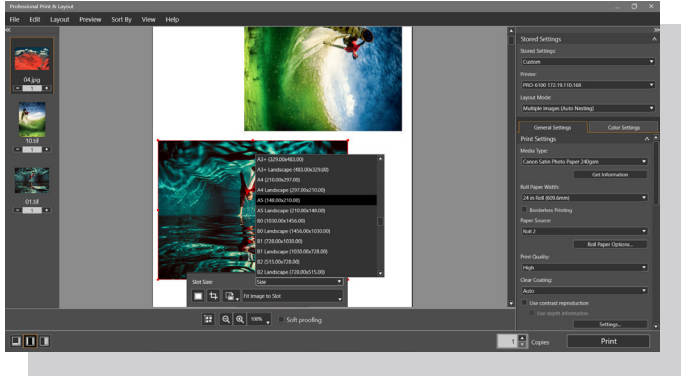 Professional Print & Layout
File Edit Layout Preview Sort By View Help
04.jpg
1
10.tif
1
01.tif
1
A3+ (329.00x483.00)
A3+ Landscape (483.00x329.00)
A4 (210.00x297.00)
A4 Landscape (297.00x210.00)
A5 (148.00x210.00)
A5 Landscape (210.00x148.00)
B0 (1030.00x1456.00)
B0 Landscape (1456.00x1030.00)
B1 (728.00x1030.00)
B1 Landscape (1030.00x728.00)
B2 (515.00x728.00)
B2 Landscape (728.00x515.00)
Slot Size:
Size
Fit Image to Slot
100%
Soft proofing
Stored Settings
Stored Settings:
Custom
Printer:
PRO-6100 172.19.110.168
Layout Mode:
Multiple Images (Auto Nesting)
General Settings
Color Settings
Print Settings
Media Type:
Canon Satin Photo Paper 240gsm
Get Information
Roll Paper Width:
24 in Roll (609.6mm)
Borderless Printing
Paper Source:
Roll 2
Roll Paper Options...
Print Quality:
High
Clear Coating:
Auto
Use contrast reproduction
Use depth information
Settings...
1 Copies
Print